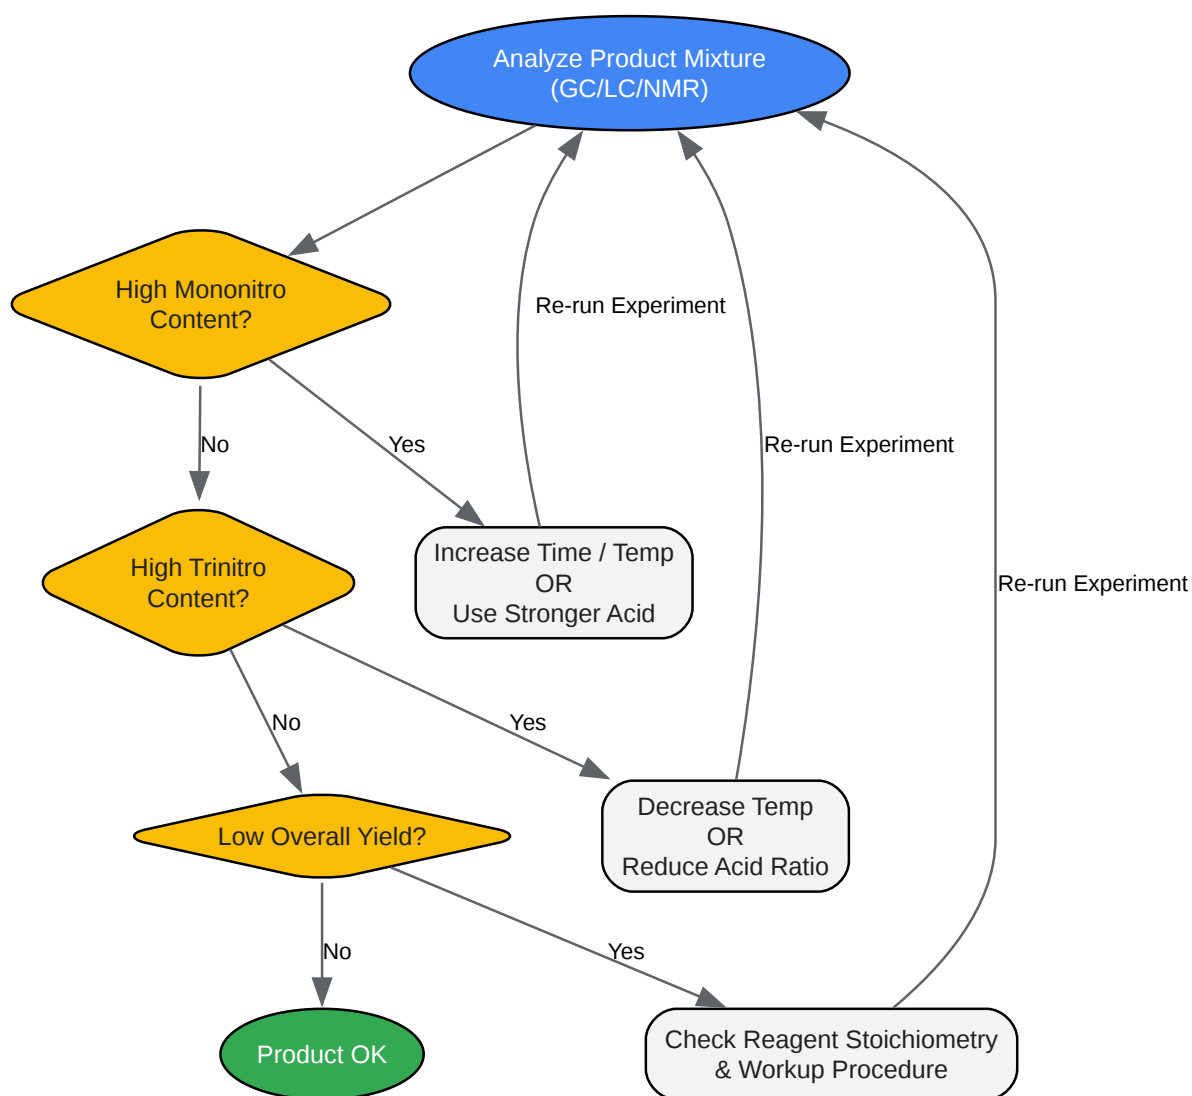 Analyze Product Mixture
(GC/LC/NMR)
High Mononitro
Content?
Re-run Experiment
No
Yes
Re-run Experiment
High Trinitro
Content?
Increase Time / Temp
OR
Use Stronger Acid
Re-run Experiment
No
Yes
Low Overall Yield?
Decrease Temp
OR
Reduce Acid Ratio
No
Yes
Product OK
Check Reagent Stoichiometry
& Workup Procedure